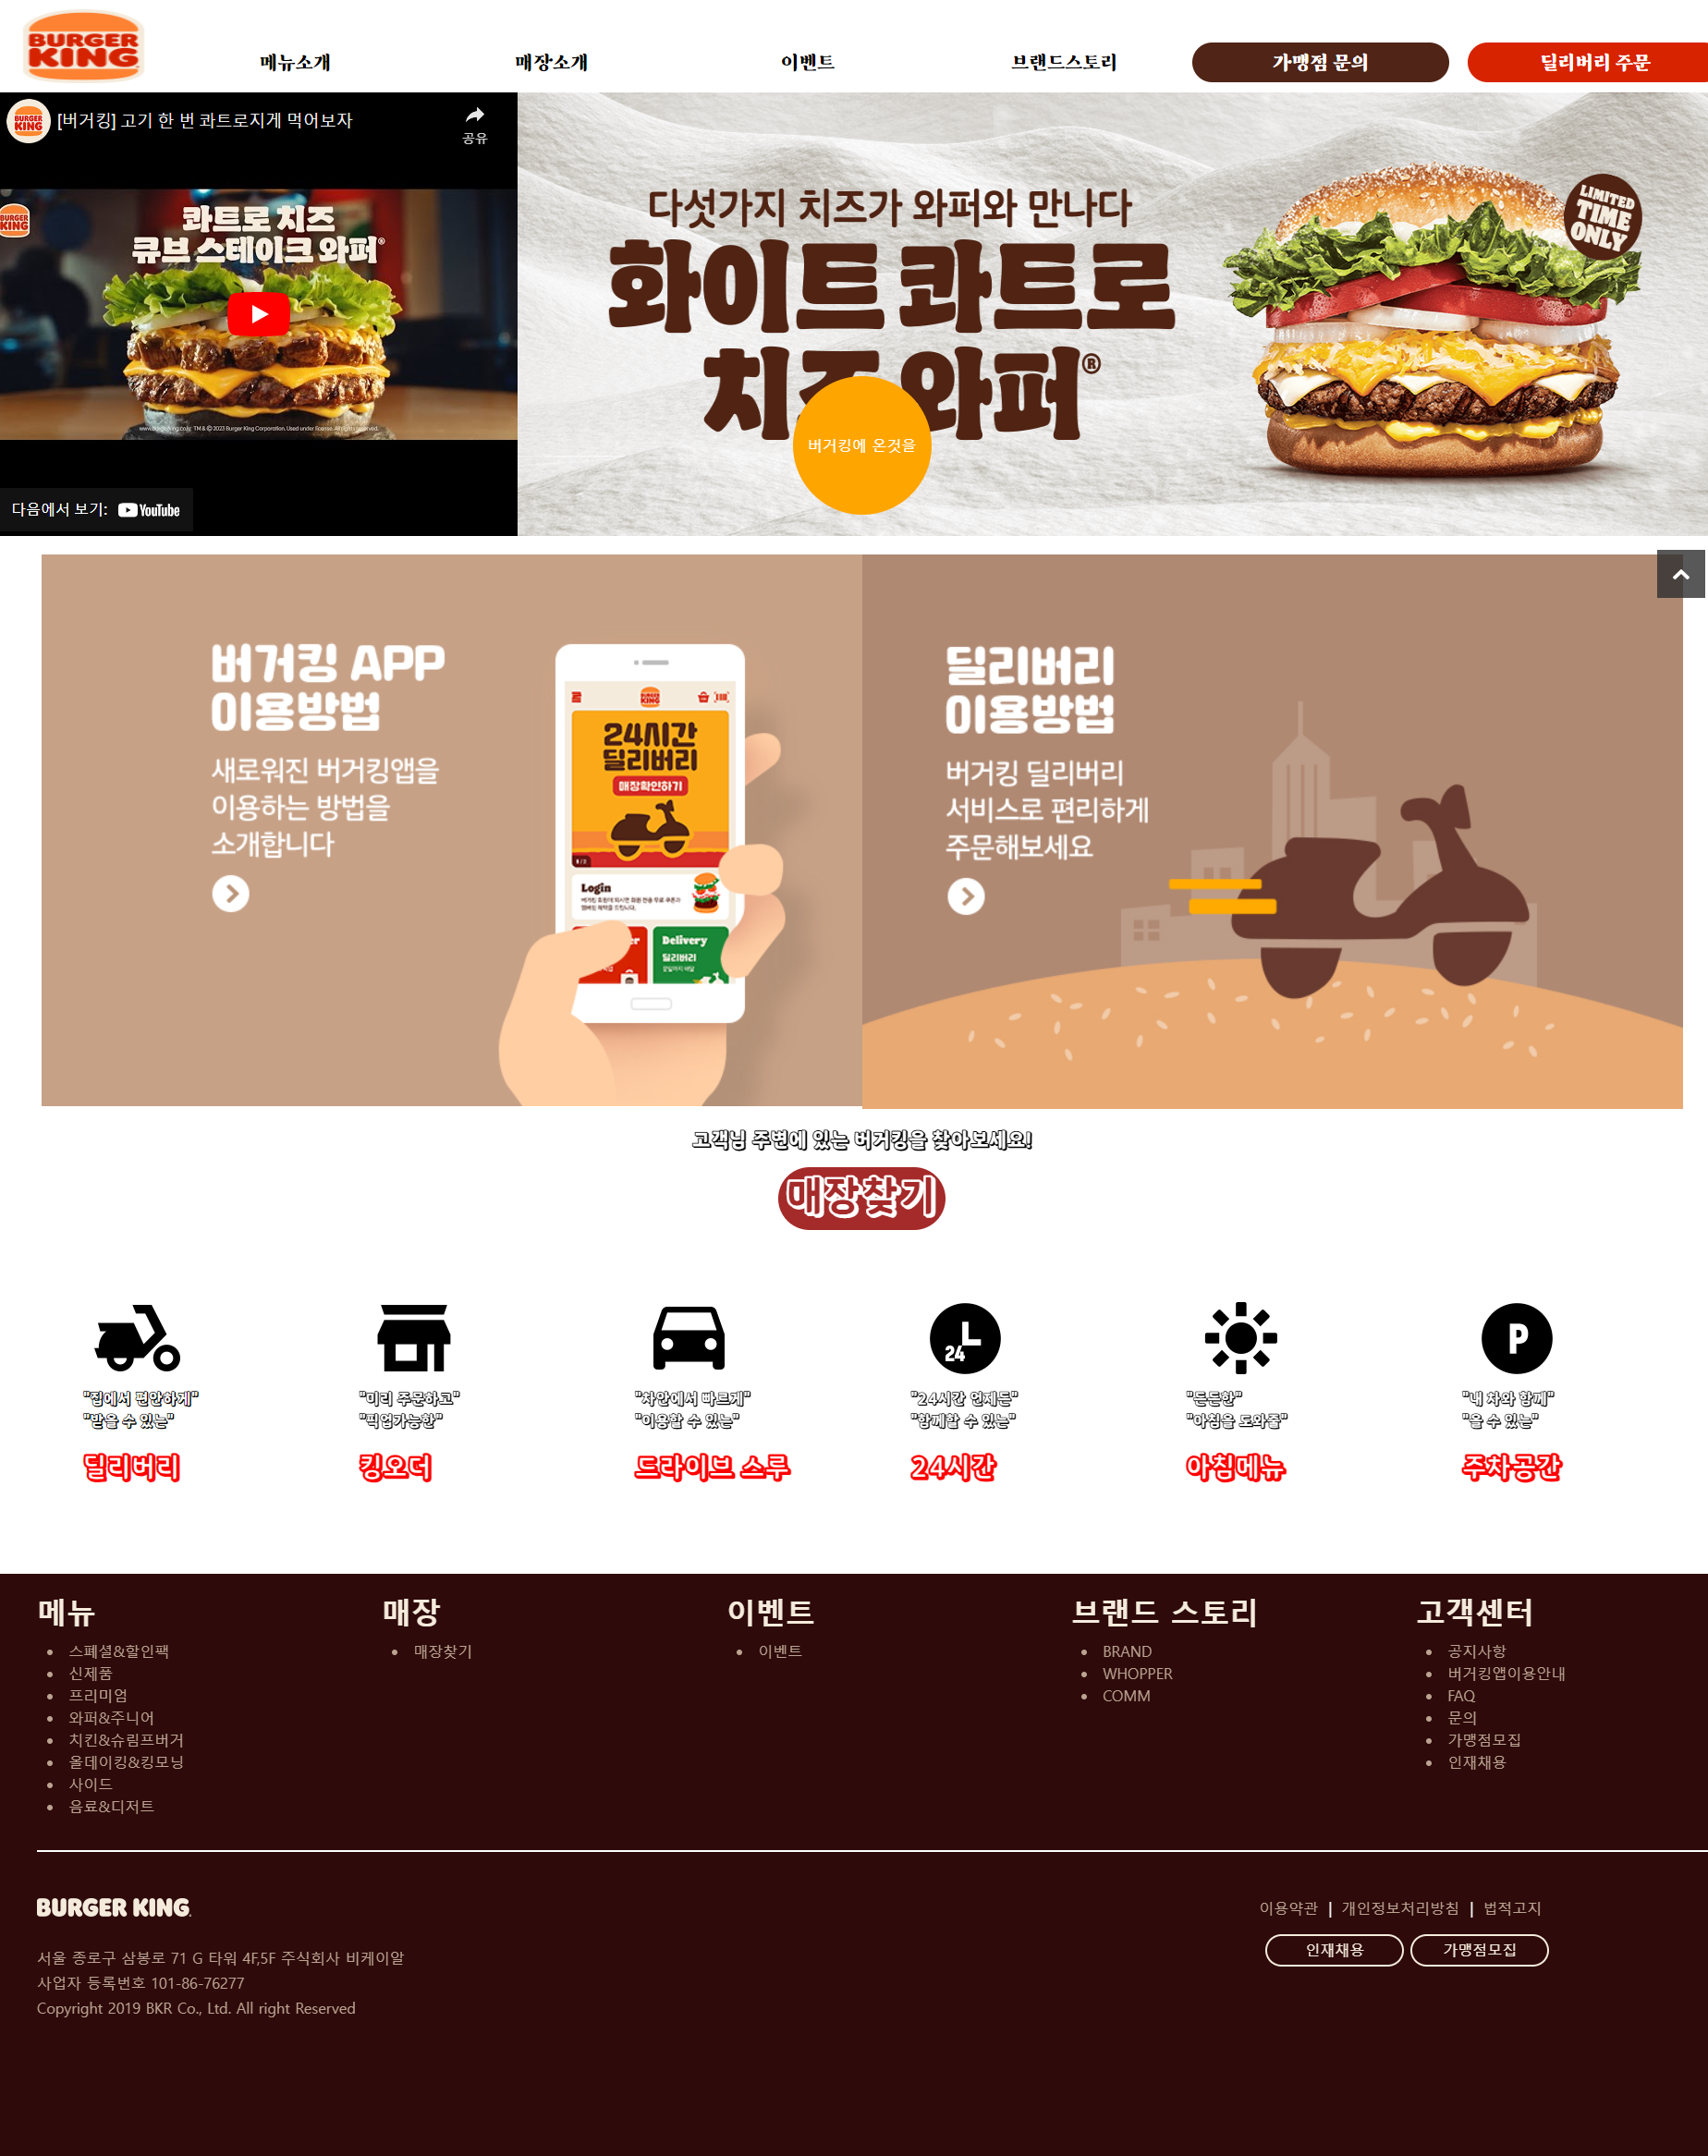 BURGER
KING
메뉴소개
매장소개
이벤트
브랜드스토리
가맹점 문의
딜리버리 주문
BURGER
KING
[버거킹] 고기 한 번 콰트로지게 먹어보자
공유
BURGER
KING
콰트로 치즈
큐브 스테이크 와퍼®
다음에서 보기: YouTube
다섯가지 치즈가 와퍼와 만나다
화이트 콰트로
치즈 와퍼®
LIMITED
TIME
ONLY
버거킹에 온것을
버거킹 APP
이용방법
새로워진 버거킹앱을
이용하는 방법을
소개합니다
BURGER
KING
24시간
딜리버리
매장확인하기
Login
Delivery
딜리버리
딜리버리
이용방법
버거킹 딜리버리
서비스로 편리하게
주문해보세요
고객님 주변에 있는 버거킹을 찾아보세요!
매장찾기
24
L
P
"집에서 편안하게"
"받을 수 있는"
딜리버리
"미리 주문하고"
"픽업가능한"
킹오더
"차안에서 빠르게"
"이용할 수 있는"
드라이브 스루
"24시간 언제든"
"함께할 수 있는"
24시간
"든든한"
"아침을 도와줄"
아침메뉴
"내 차와 함께"
"올 수 있는"
주차공간
메뉴
스페셜&할인팩
신제품
프리미엄
와퍼&주니어
치킨&슈림프버거
올데이킹&킹모닝
사이드
음료&디저트
매장
매장찾기
이벤트
이벤트
브랜드 스토리
BRAND
WHOPPER
COMM
고객센터
공지사항
버거킹앱이용안내
FAQ
문의
가맹점모집
인재채용
BURGER KING.
서울 종로구 삼봉로 71 G 타워 4F,5F 주식회사 비케이알
사업자 등록번호 101-86-76277
Copyright 2019 BKR Co., Ltd. All right Reserved
이용약관 | 개인정보처리방침 | 법적고지
인재채용
가맹점모집